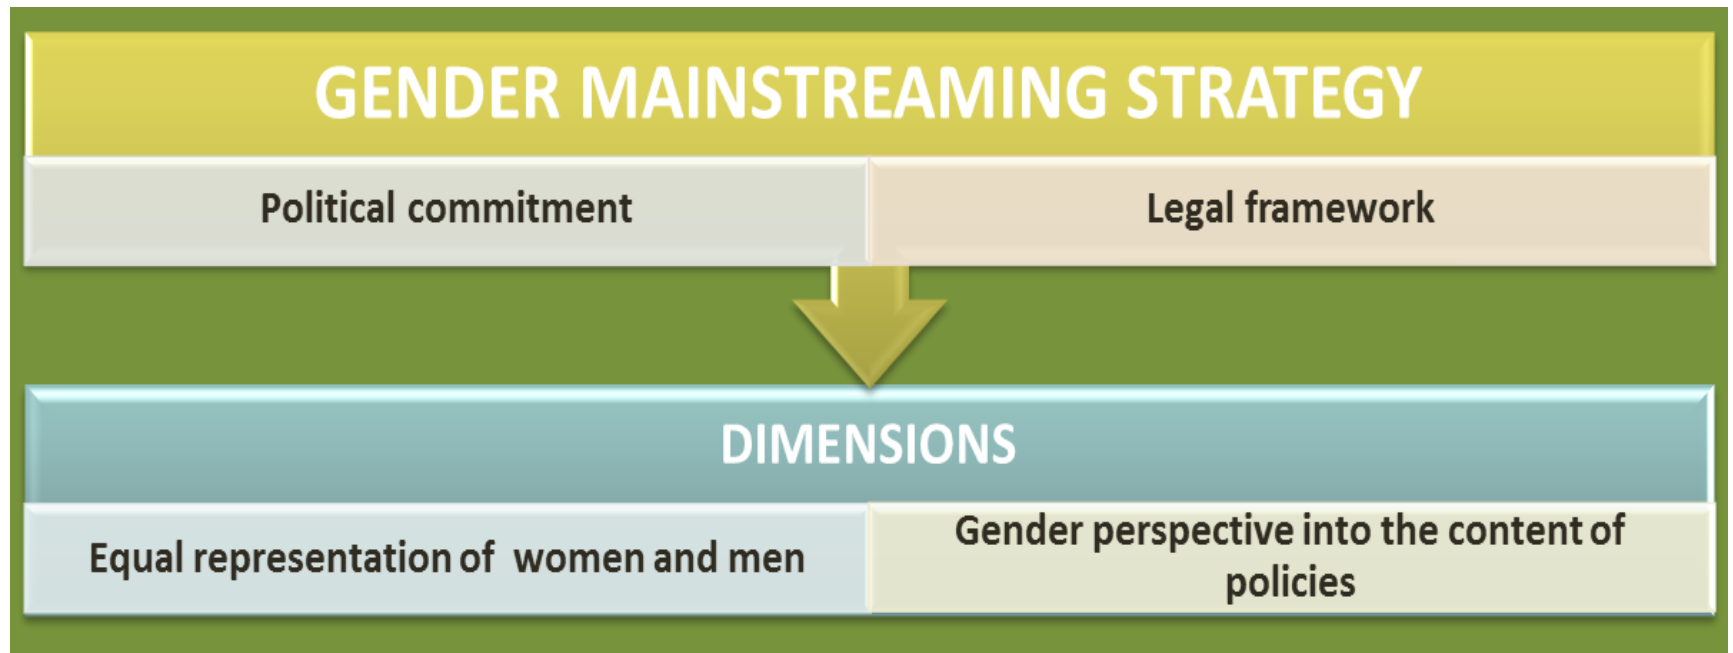 GENDER MAINSTREAMING STRATEGY
Political commitment
Legal framework
DIMENSIONS
Equal representation of women and men
Gender perspective into the content of
policies